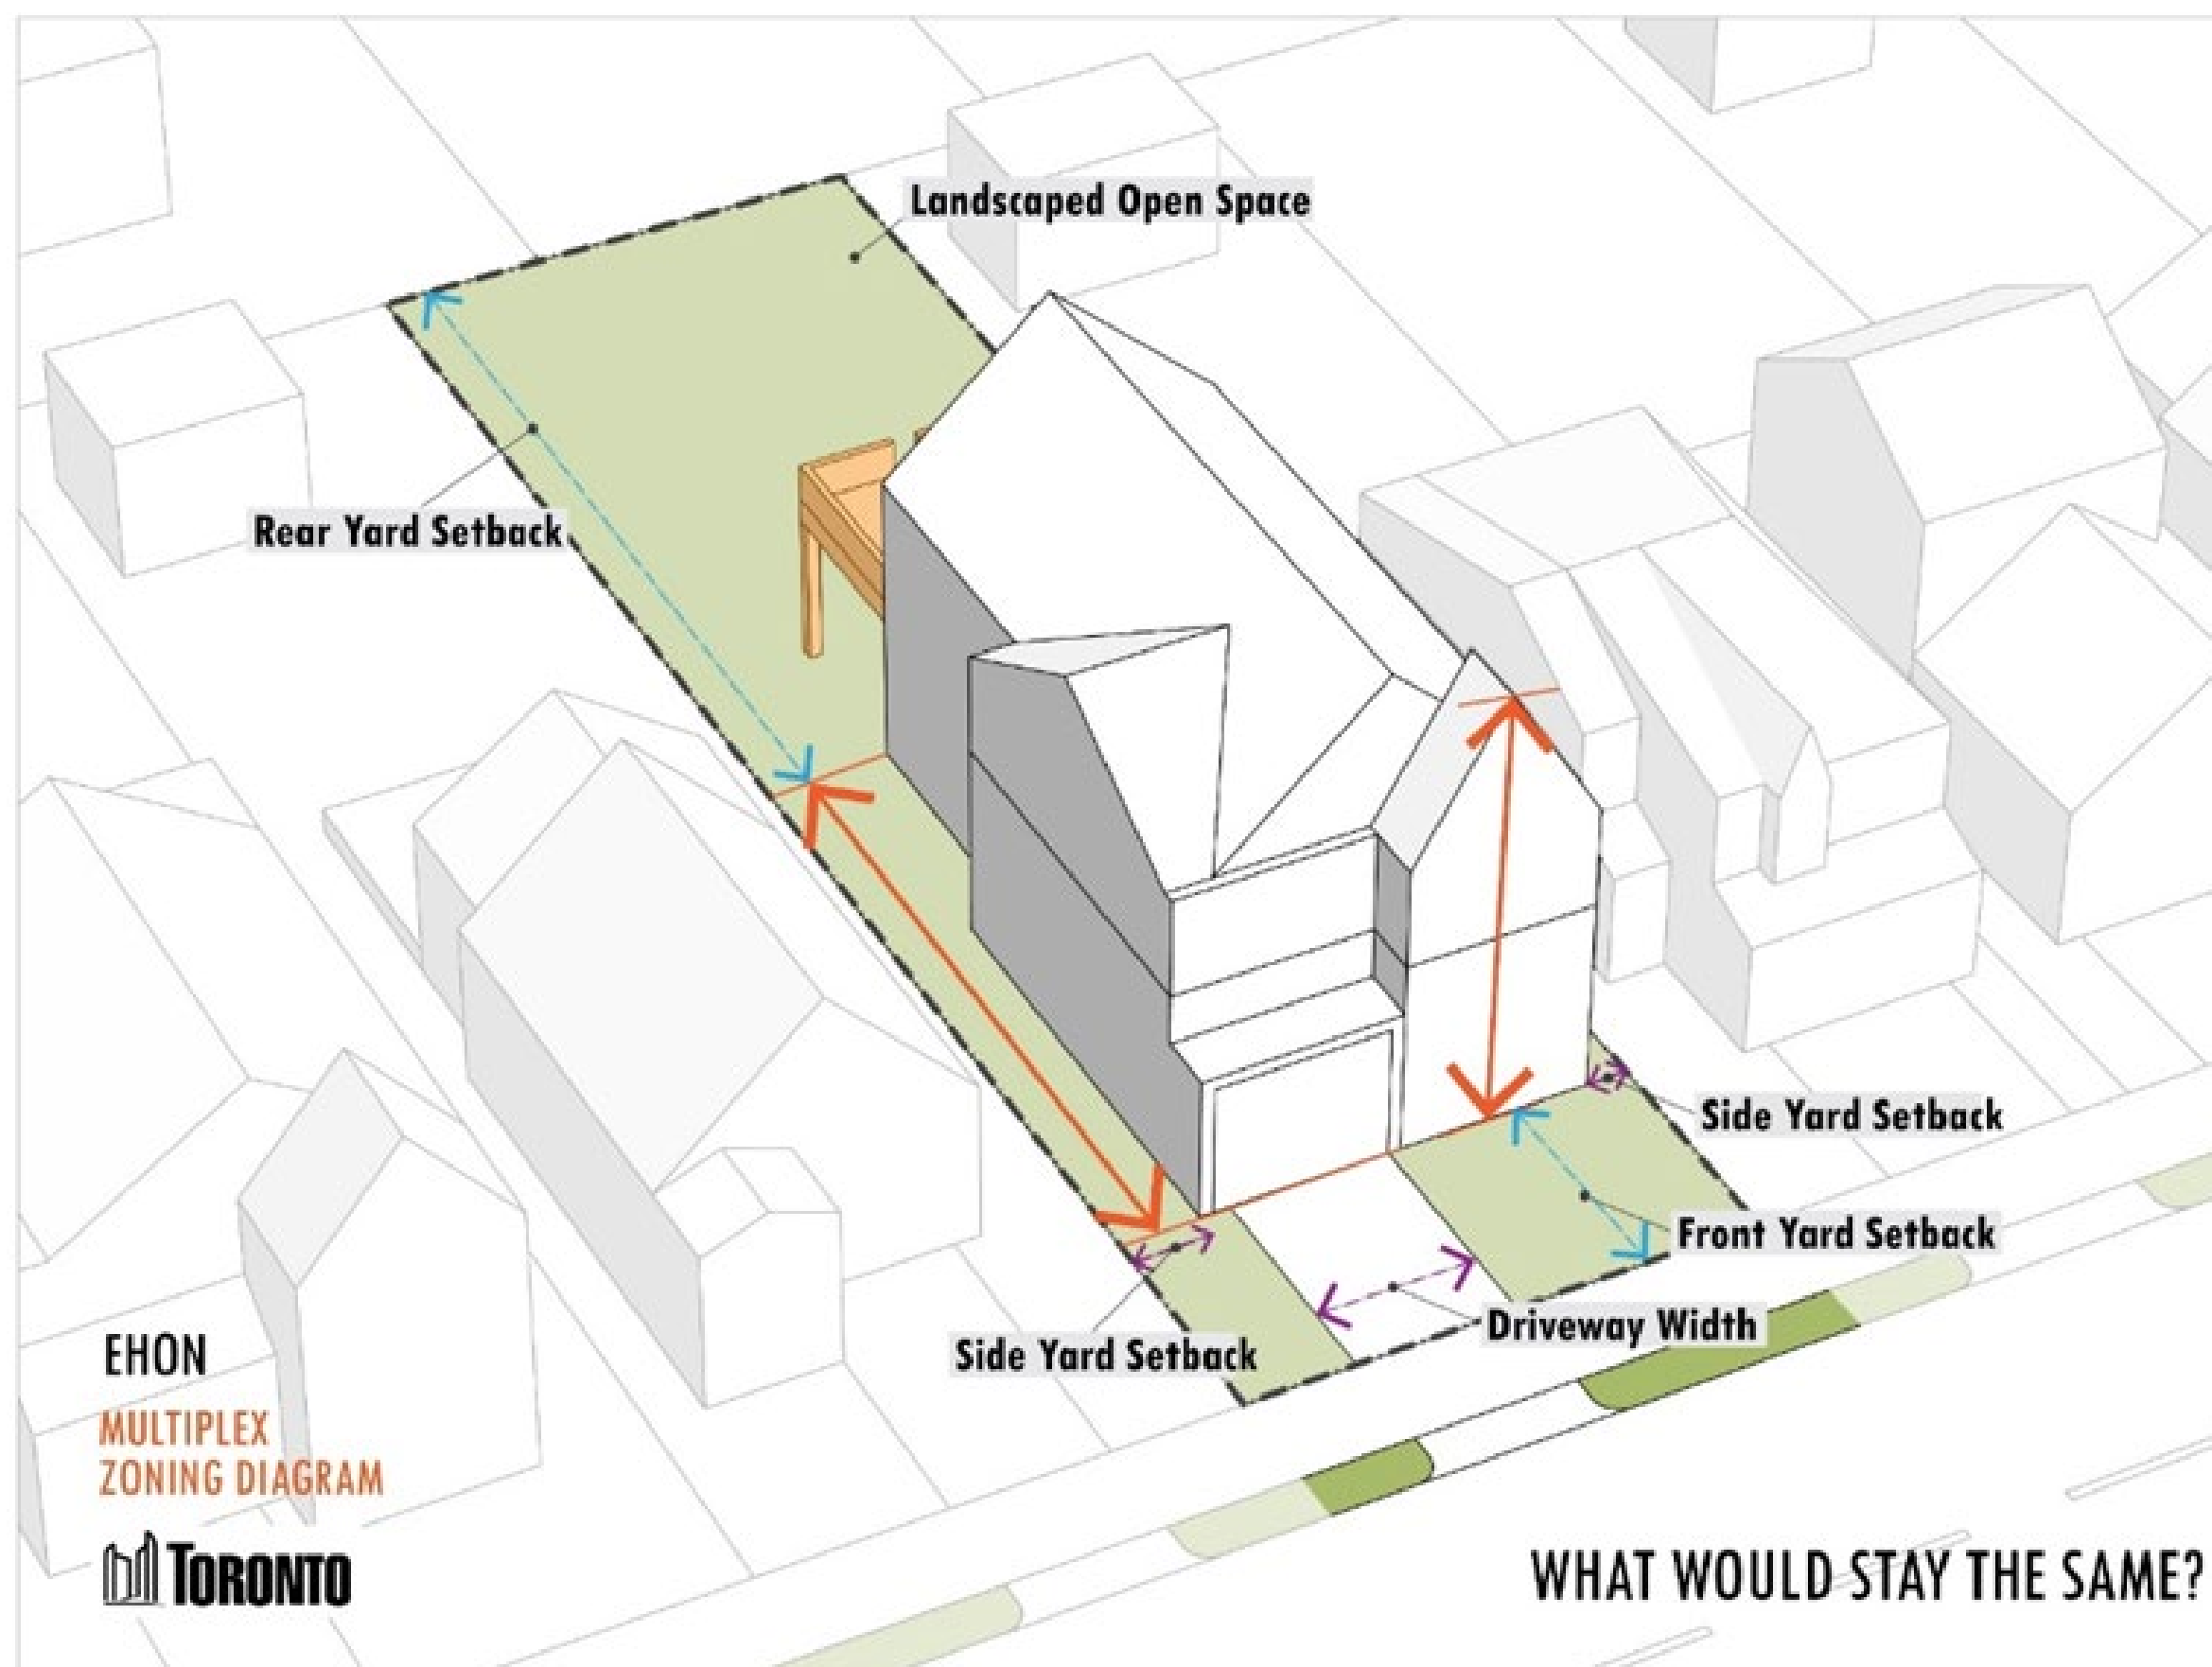 Landscaped Open Space
Rear Yard Setback
Side Yard Setback
Front Yard Setback
Driveway Width
Side Yard Setback
EHON
MULTIPLEX
ZONING DIAGRAM
TORONTO
WHAT WOULD STAY THE SAME?